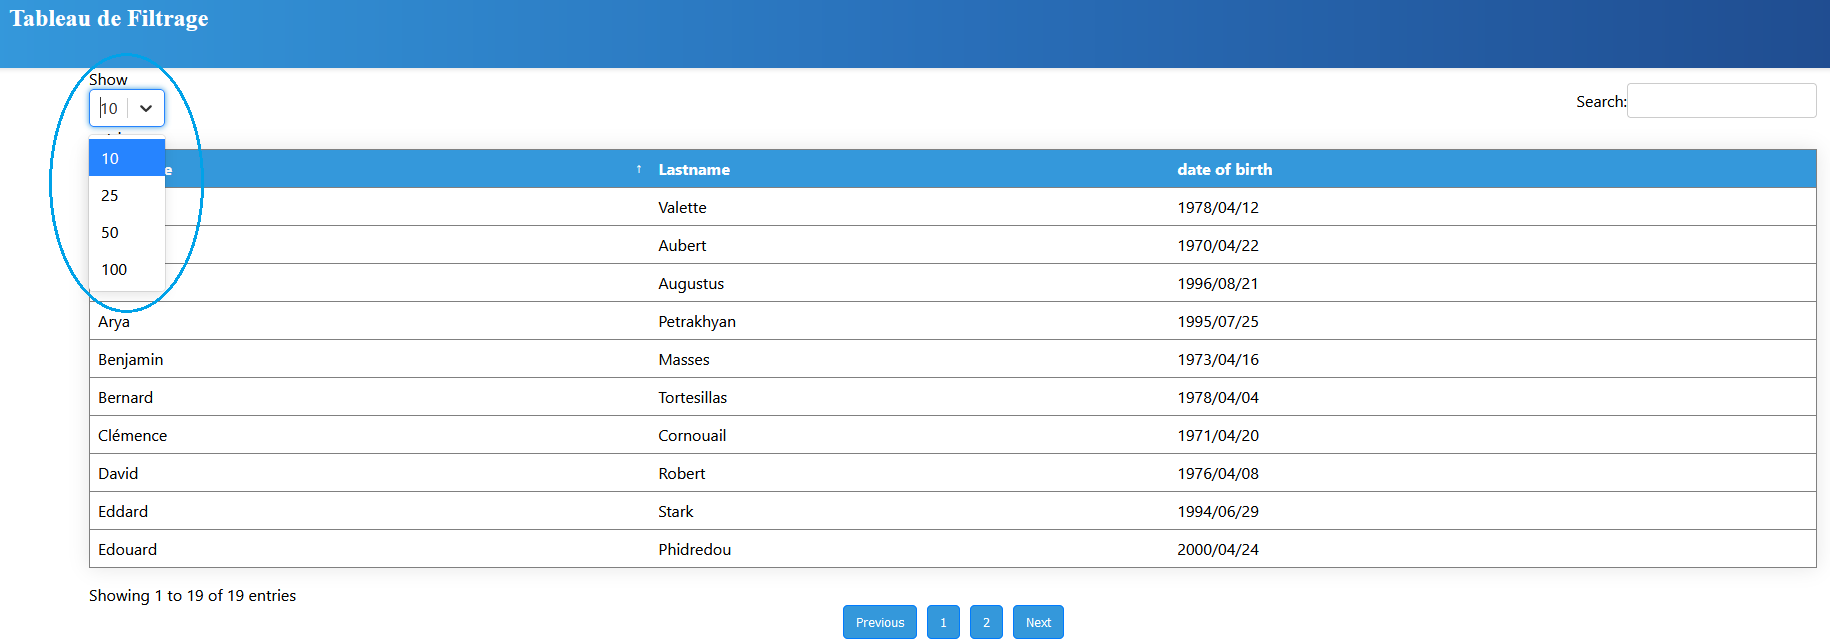 Tableau de Filtrage
Show
10
Search:
10
25
50
100
↑ Lastname date of birth
Valette 1978/04/12
Aubert 1970/04/22
Augustus 1996/08/21
Arya Petrakhyan 1995/07/25
Benjamin Masses 1973/04/16
Bernard Tortesillas 1978/04/04
Clémence Cornouail 1971/04/20
David Robert 1976/04/08
Eddard Stark 1994/06/29
Edouard Phidredou 2000/04/24
Showing 1 to 19 of 19 entries
Previous 1 2 Next